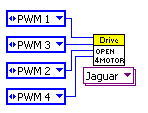 PWM 1
PWM 3
PWM 2
PWM 4
Drive
OPEN
4MOTOR
Jaguar